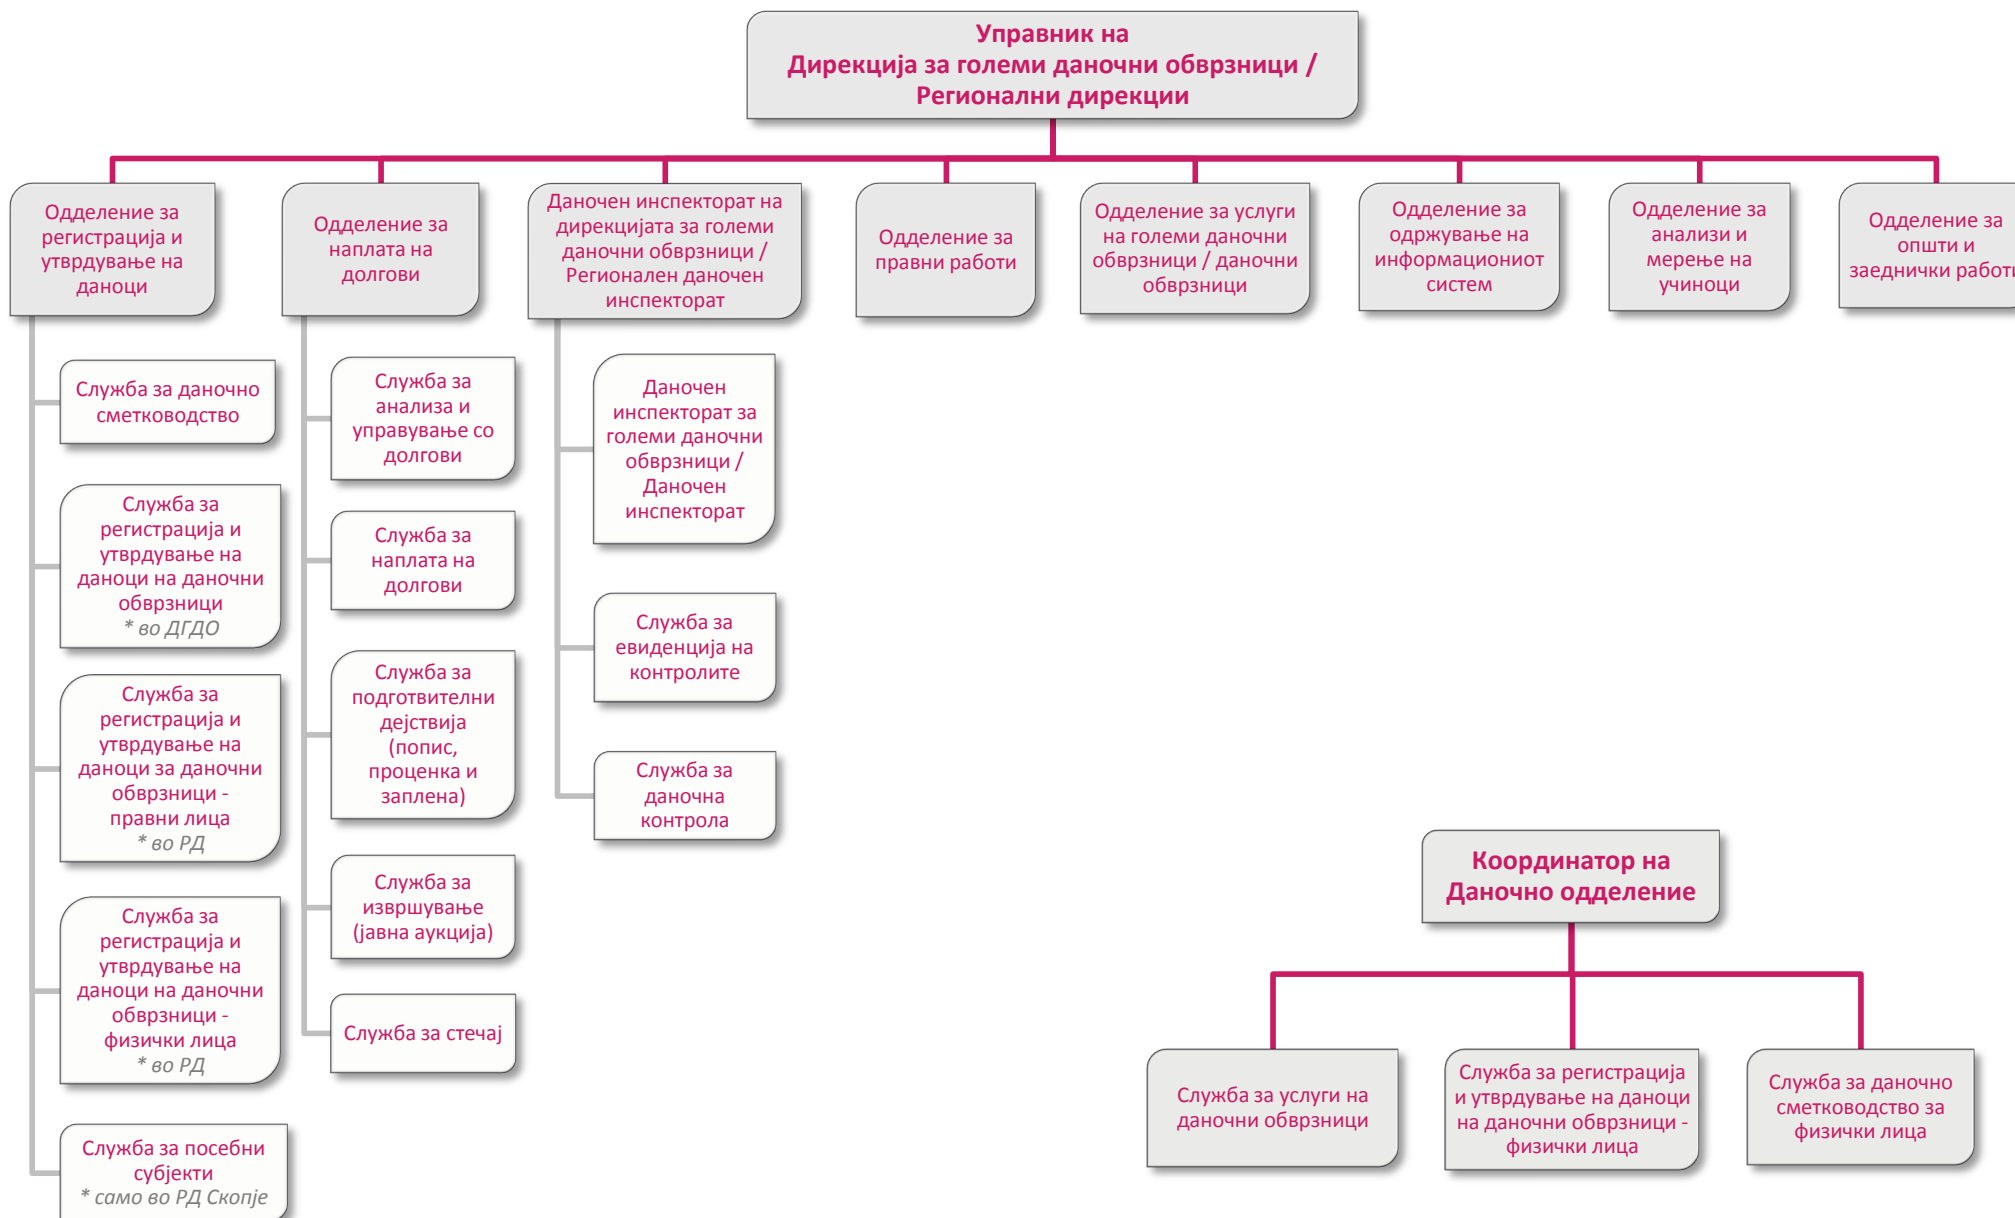 Управник на
Дирекција за големи даночни обврзници /
Регионални дирекции
Одделение за
регистрација и
утврдување на
даноци
Одделение за
наплата на
долгови
Даночен инспекторат на
дирекцијата за големи
даночни обврзници /
Регионален даночен
инспекторат
Одделение за
правни работи
Одделение за услуги
на големи даночни
обврзници / даночни
обврзници
Одделение за
одржување на
информациониот
систем
Одделение за
анализи и
мерење на
учиноци
Одделение за
општи и
заеднички работи
Служба за даночно
сметководство
Служба за
регистрација и
утврдување на
даноци на даночни
обврзници
* во ДГДО
Служба за
регистрација и
утврдување на
даноци за даночни
обврзници -
правни лица
* во РД
Служба за
регистрација и
утврдување на
даноци на даночни
обврзници -
физички лица
* во РД
Служба за посебни
субјекти
* само во РД Скопје
Служба за
анализа и
управување со
долгови
Служба за
наплата на
долгови
Служба за
подготвителни
дејствија
(попис,
проценка и
заплена)
Служба за
извршување
(јавна аукција)
Служба за стечај
Даночен
инспекторат за
големи даночни
обврзници /
Даночен
инспекторат
Служба за
евиденција на
контролите
Служба за
даночна
контрола
Координатор на
Даночно одделение
Служба за услуги на
даночни обврзници
Служба за регистрација
и утврдување на даноци
на даночни обврзници -
физички лица
Служба за даночно
сметководство за
физички лица